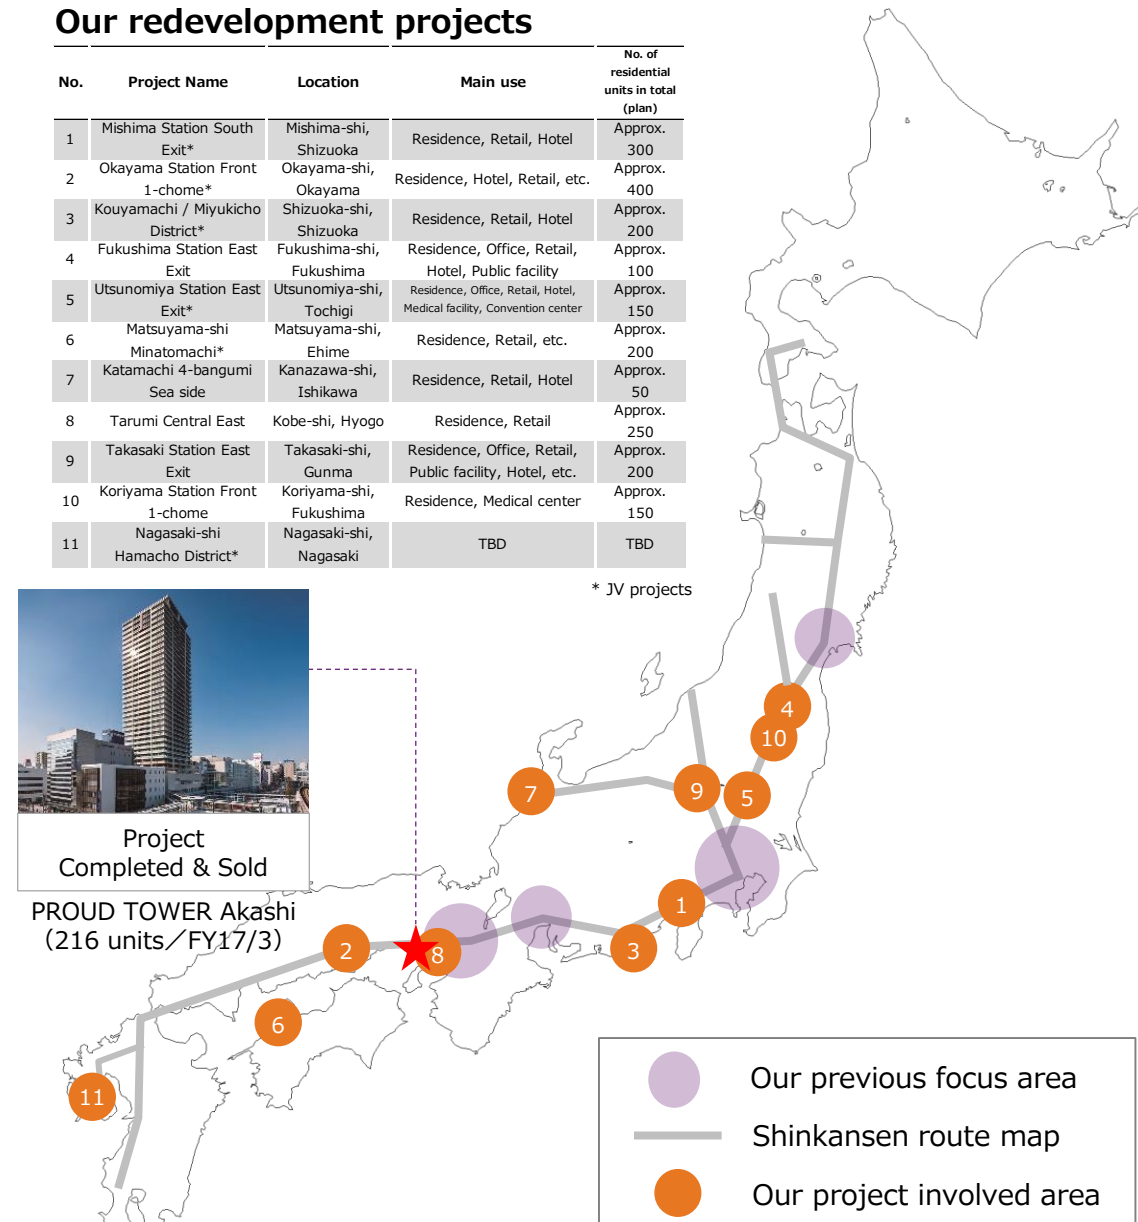 Our redevelopment projects
No. Project Name Location Main use No. of
residential
units in total
(plan)
1 Mishima Station South Mishima-shi, Residence, Retail, Hotel Approx.
Exit* Shizuoka 300
2 Okayama Station Front Okayama-shi, Residence, Hotel, Retail, etc. Approx.
1-chome* Okayama 400
3 Kouyamachi / Miyukicho Shizuoka-shi, Residence, Retail, Hotel Approx.
District* Shizuoka 200
4 Fukushima Station East Fukushima-shi, Residence, Office, Retail, Approx.
Exit Fukushima Hotel, Public facility 100
5 Utsunomiya Station East Utsunomiya-shi, Residence, Office, Retail, Hotel, Approx.
Exit* Tochigi Medical facility, Convention center 150
6 Matsuyama-shi Matsuyama-shi, Residence, Retail, etc. Approx.
Minatomachi* Ehime 200
7 Katamachi 4-bangumi Kanazawa-shi, Residence, Retail, Hotel Approx.
Sea side Ishikawa 50
8 Tarumi Central East Kobe-shi, Hyogo Residence, Retail Approx.
250
9 Takasaki Station East Takasaki-shi, Residence, Office, Retail, Approx.
Exit Gunma Public facility, Hotel, etc. 200
10 Koriyama Station Front Koriyama-shi, Residence, Medical center Approx.
1-chome Fukushima 150
11 Nagasaki-shi Nagasaki-shi, TBD TBD
Hamacho District* Nagasaki
* JV projects
Project
Completed & Sold
PROUD TOWER Akashi
（216 units／FY17/3）
4
10
7
9
5
1
2
8
3
6
11
Our previous focus area
Shinkansen route map
Our project involved area